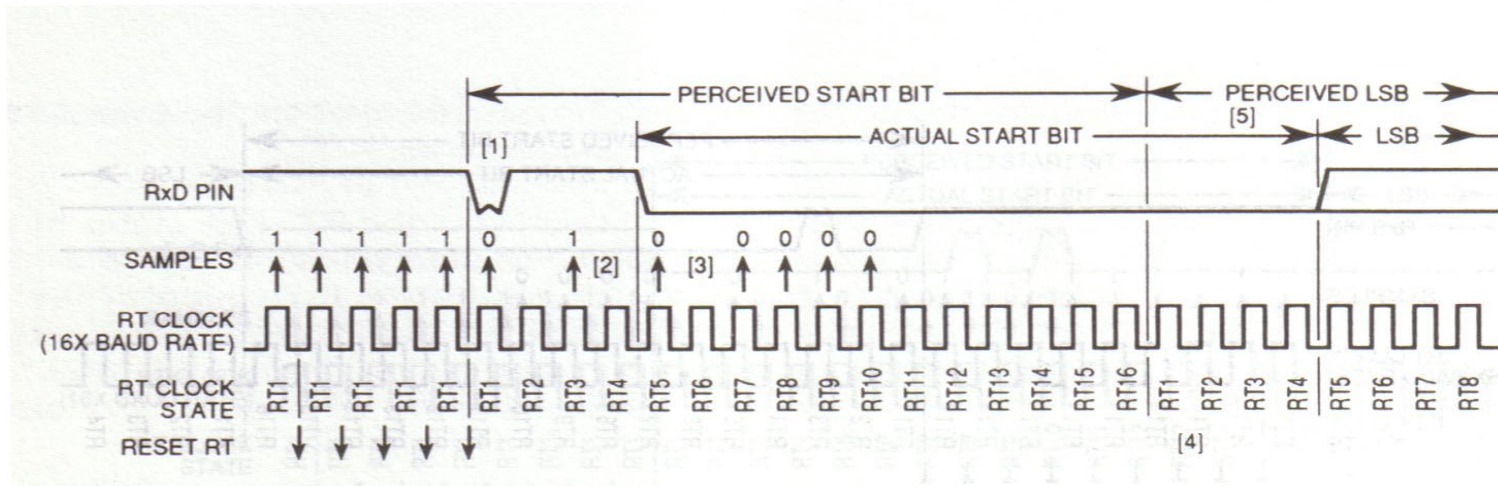 PERCEIVED START BIT PERCEIVED LSB
[5]
ACTUAL START BIT LSB
[1]
RxD PIN
1 1 1 1 1 0 1 0 0 0 0 0
SAMPLES [2] [3]
RT CLOCK
(16X BAUD RATE)
RT CLOCK
STATE
RT1 RT1 RT1 RT1 RT1 RT1 RT2 RT3 RT4 RT5 RT6 RT7 RT8 RT9 RT10 RT11 RT12 RT13 RT14 RT15 RT16 RT1 RT2 RT3 RT4 RT5 RT6 RT7 RT8
RESET RT [4]